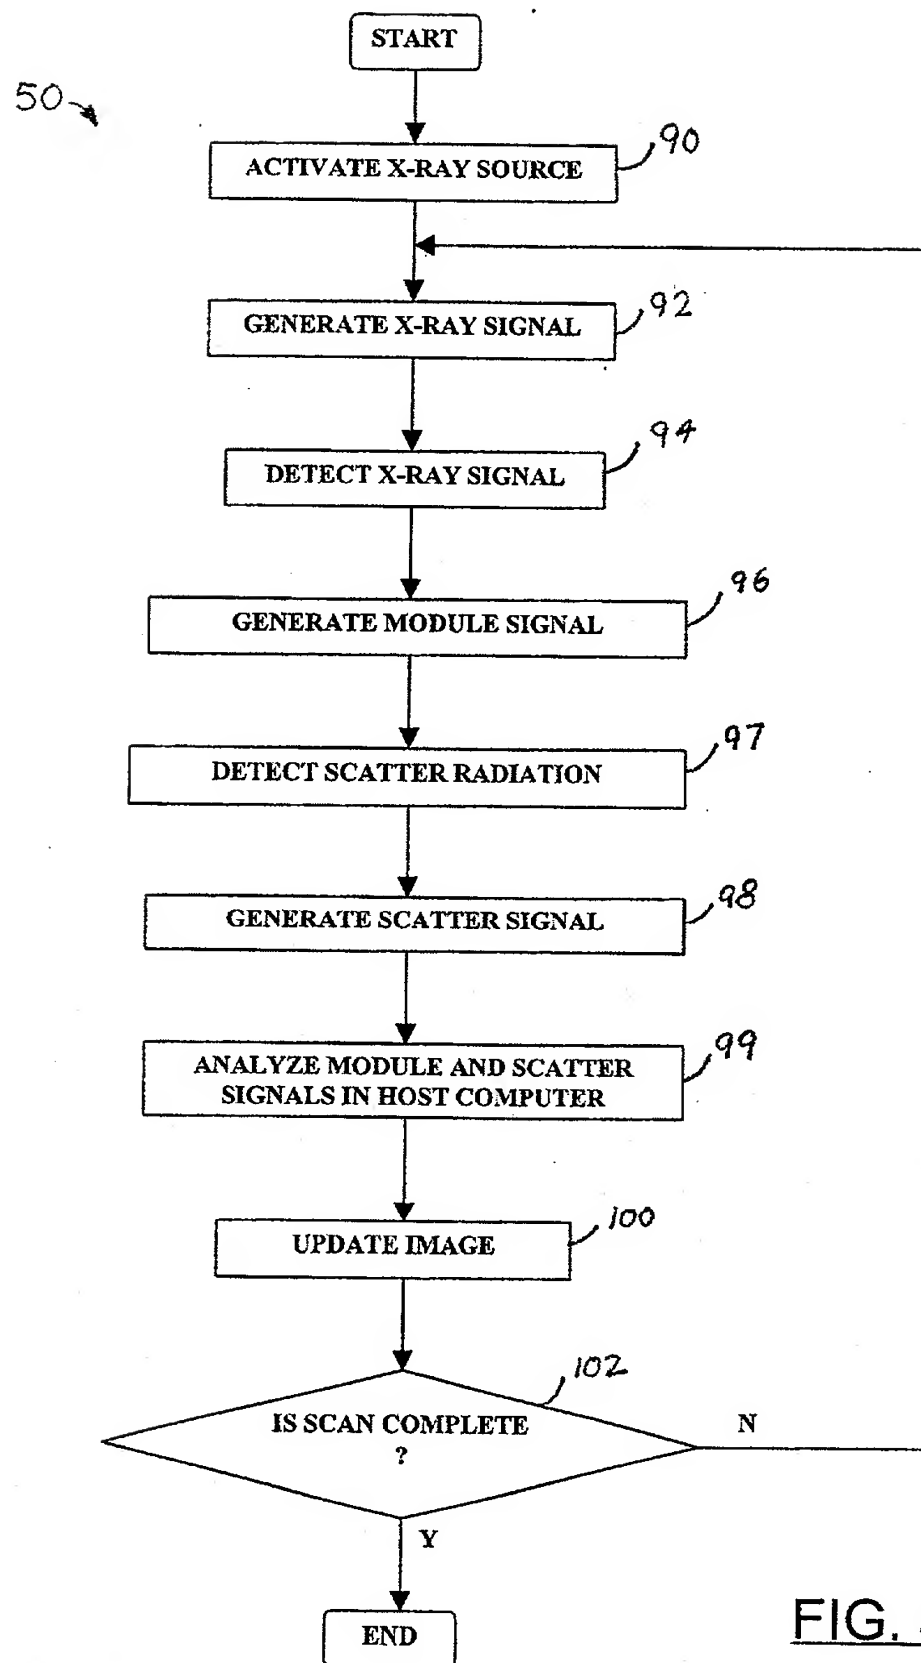 START
50
90
ACTIVATE X-RAY SOURCE
92
GENERATE X-RAY SIGNAL
94
DETECT X-RAY SIGNAL
96
GENERATE MODULE SIGNAL
97
DETECT SCATTER RADIATION
98
GENERATE SCATTER SIGNAL
99
ANALYZE MODULE AND SCATTER
SIGNALS IN HOST COMPUTER
100
UPDATE IMAGE
102
IS SCAN COMPLETE
?
N
Y
END
FIG.